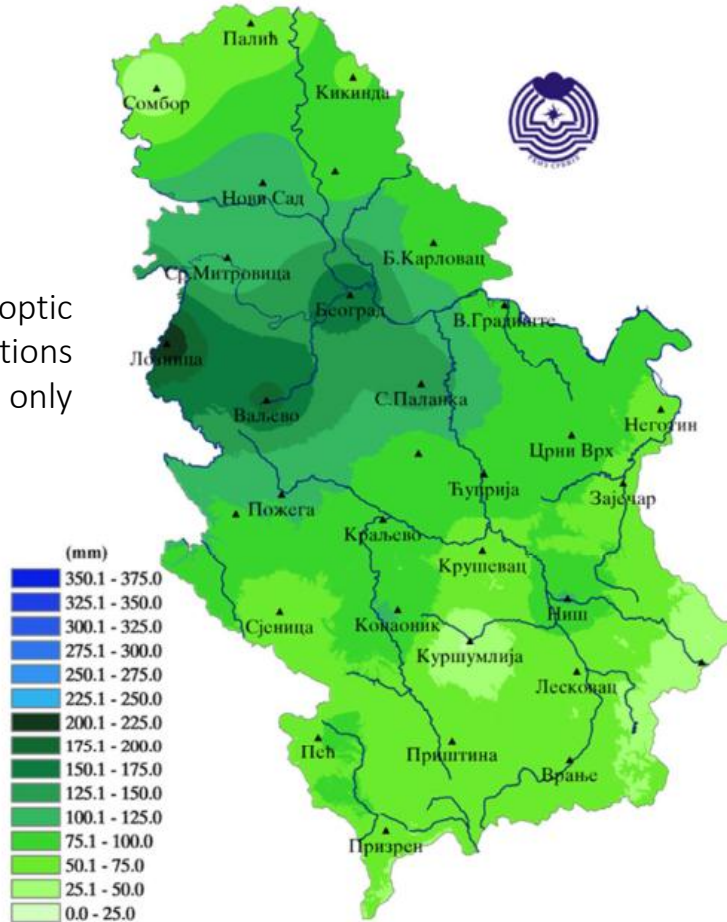 Палић
Сомбор
Кикинда
Нови Сад
Б.Карловац
Ср.Митровица
Београд
В.Градиште
optic
tions
only
Лозница
Ваљево
С.Паланка
Неготин
Црни Врх
Ћуприја
Зајечар
Пожега
Краљево
Крушевац
Сјеница
Копаоник
Ниш
Куршумлија
Лесковац
Пећ
Приштина
Врање
Призрен
(mm)
350.1 - 375.0
325.1 - 350.0
300.1 - 325.0
275.1 - 300.0
250.1 - 275.0
225.1 - 250.0
200.1 - 225.0
175.1 - 200.0
150.1 - 175.0
125.1 - 150.0
100.1 - 125.0
75.1 - 100.0
50.1 - 75.0
25.1 - 50.0
0.0 - 25.0